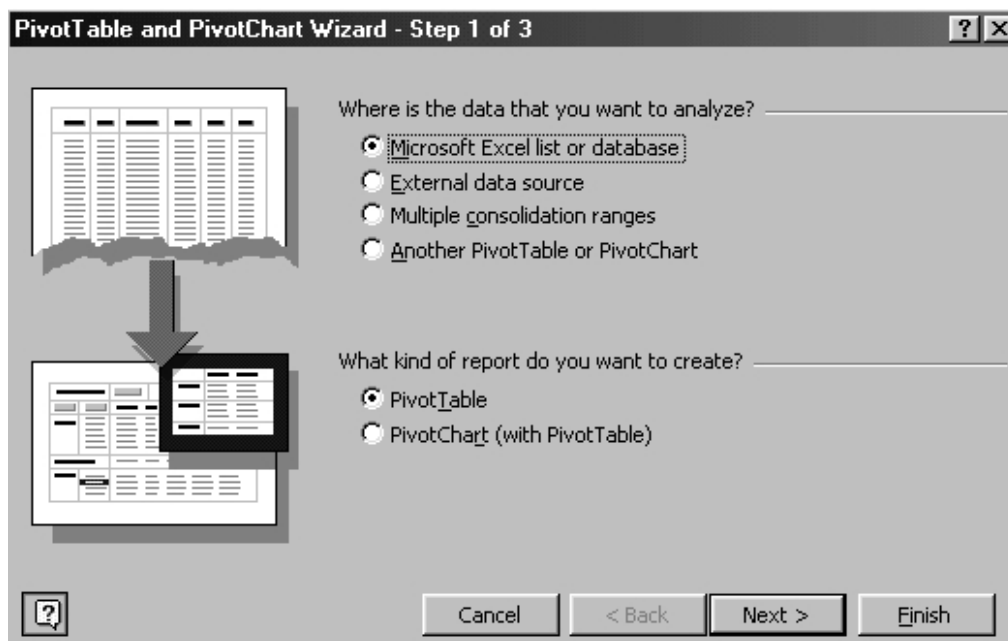 PivotTable and PivotChart Wizard - Step 1 of 3
Where is the data that you want to analyze?
Microsoft Excel list or database
External data source
Multiple consolidation ranges
Another PivotTable or PivotChart
What kind of report do you want to create?
PivotTable
PivotChart (with PivotTable)
Cancel < Back Next > Finish